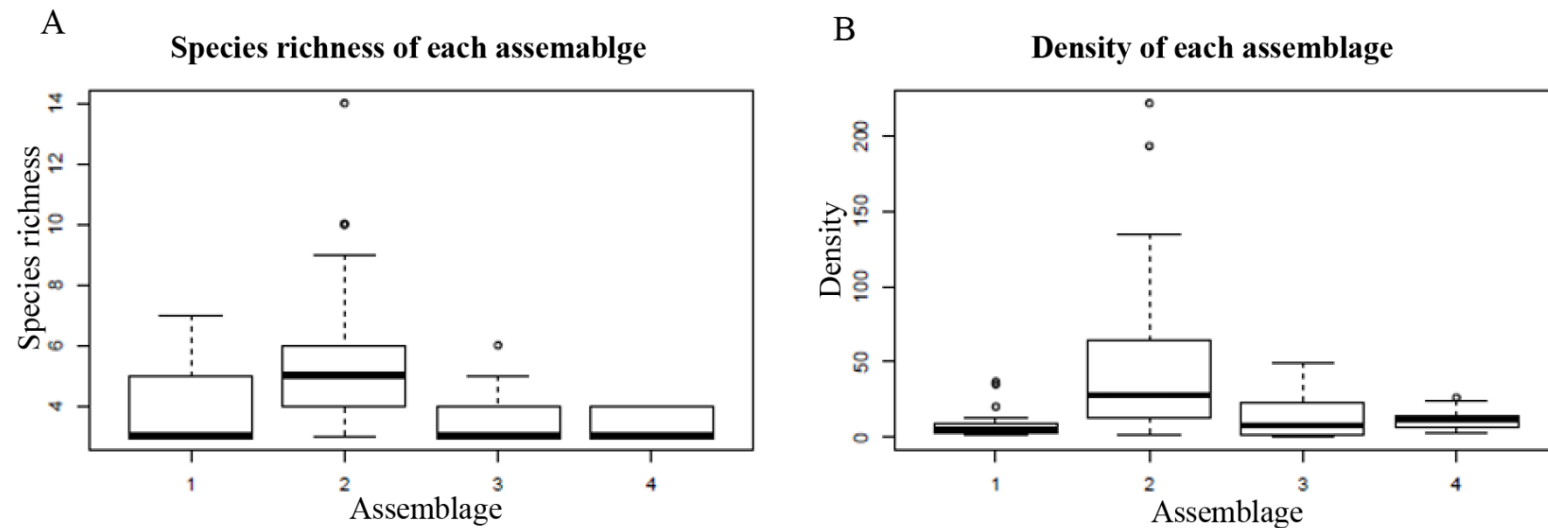 A
Species richness of each assemablge
Species richness
14
12
10
8
6
4
1 2 3 4
Assemblage
B
Density of each assemblage
Density
200
150
100
50
0
1 2 3 4
Assemblage